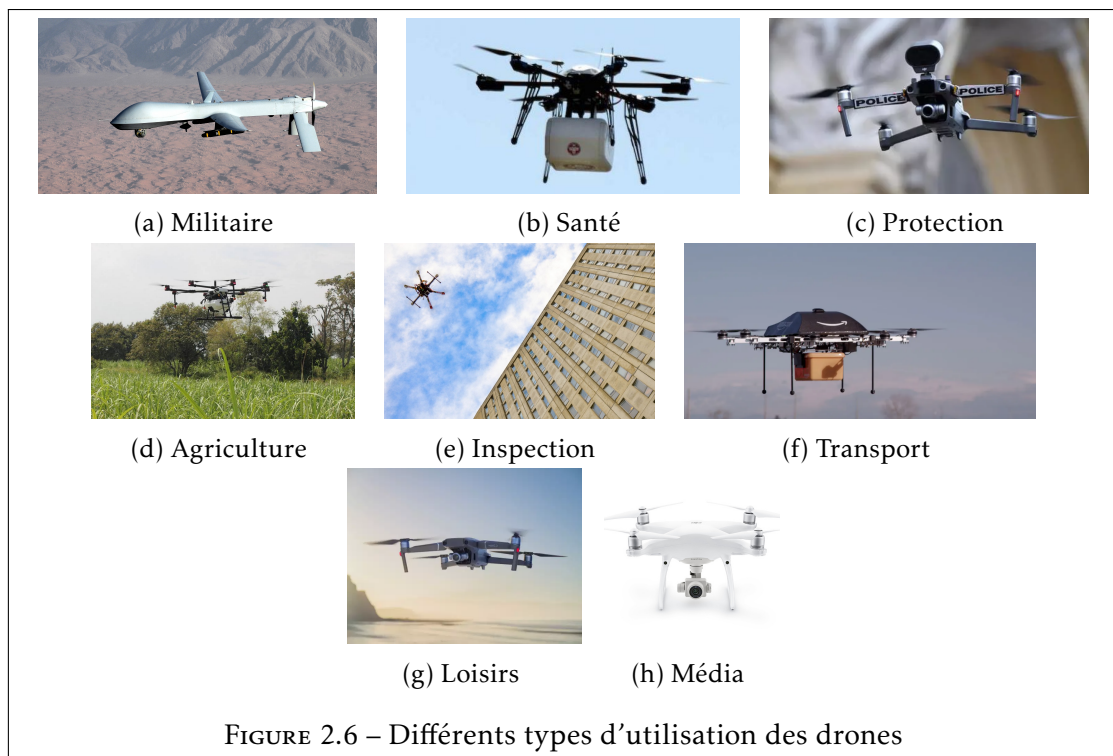 POLICE POLICE
(a) Militaire
(b) Santé
(c) Protection
(d) Agriculture
(e) Inspection
(f) Transport
(g) Loisirs
(h) Média
FIGURE 2.6 – Différents types d'utilisation des drones